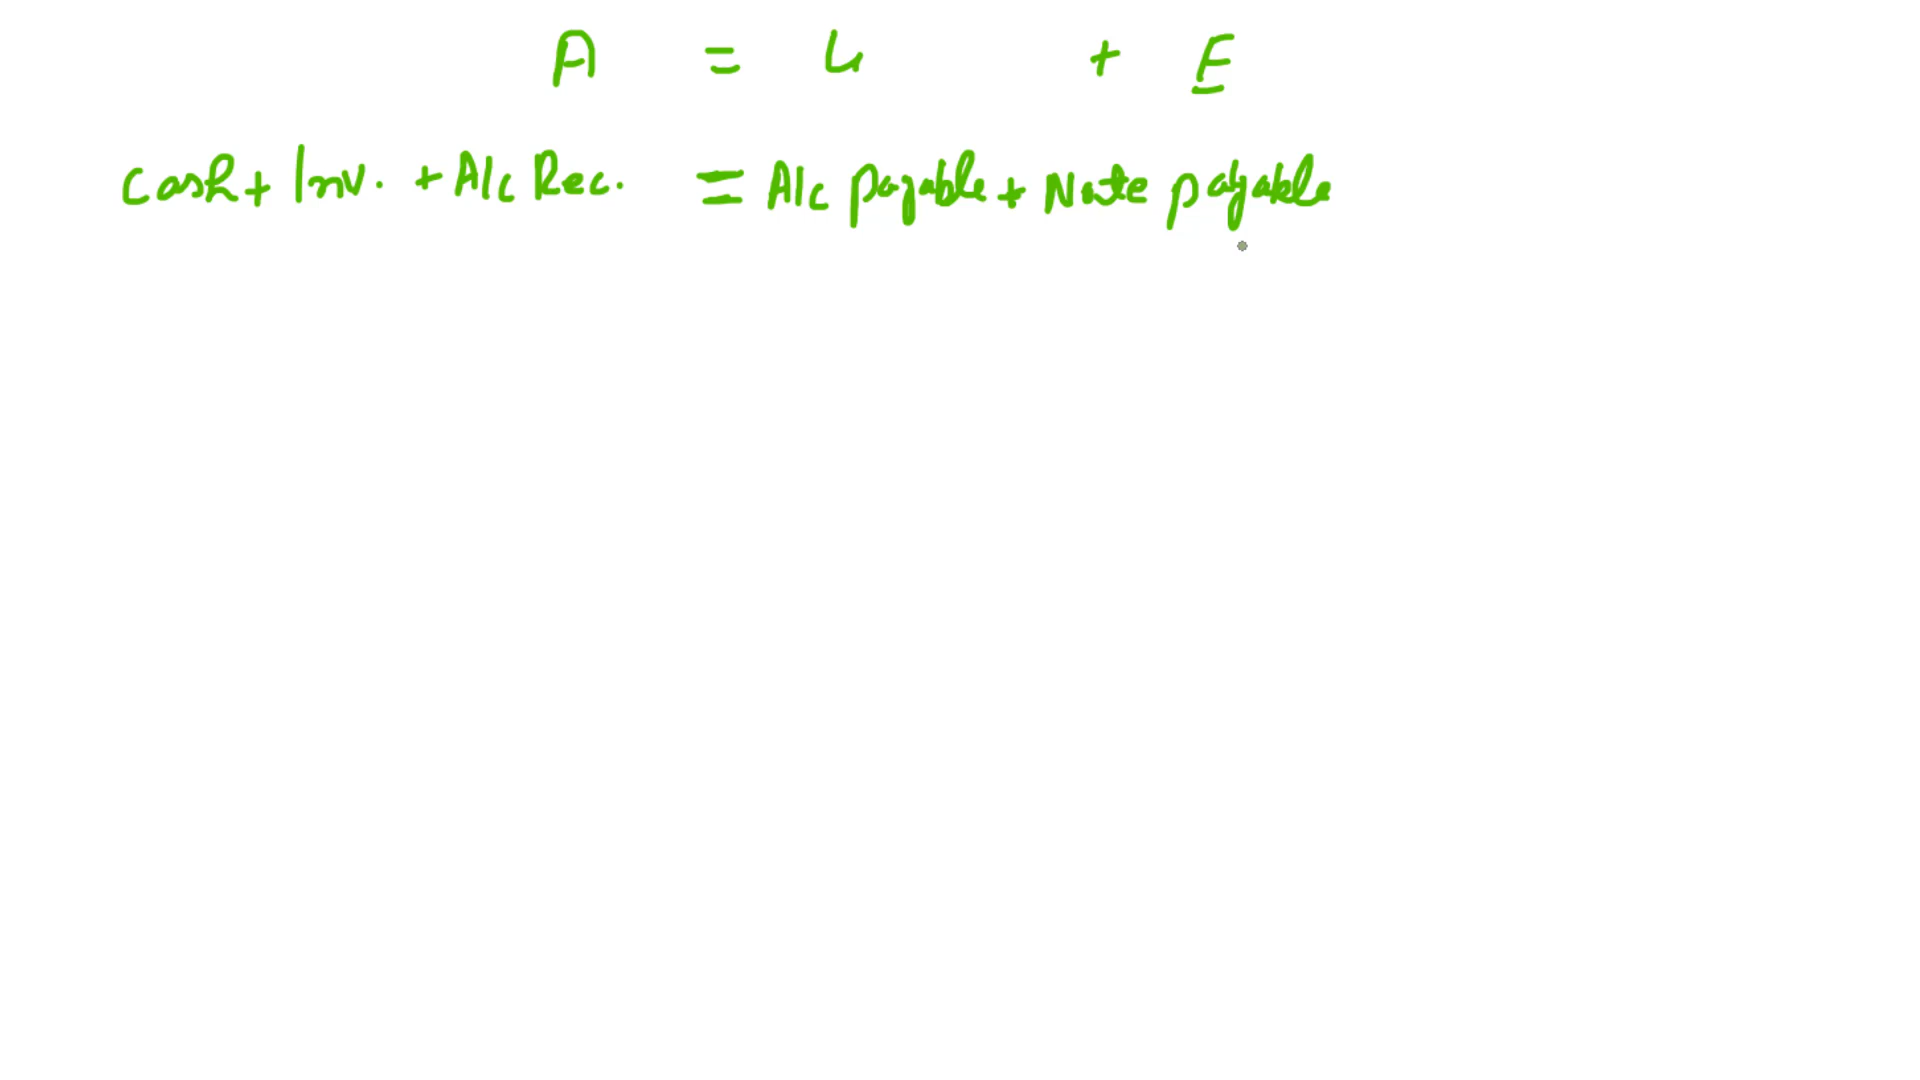 A = L + E
Cash + Inv. + A/c Rec. = A/c payable + Note payable